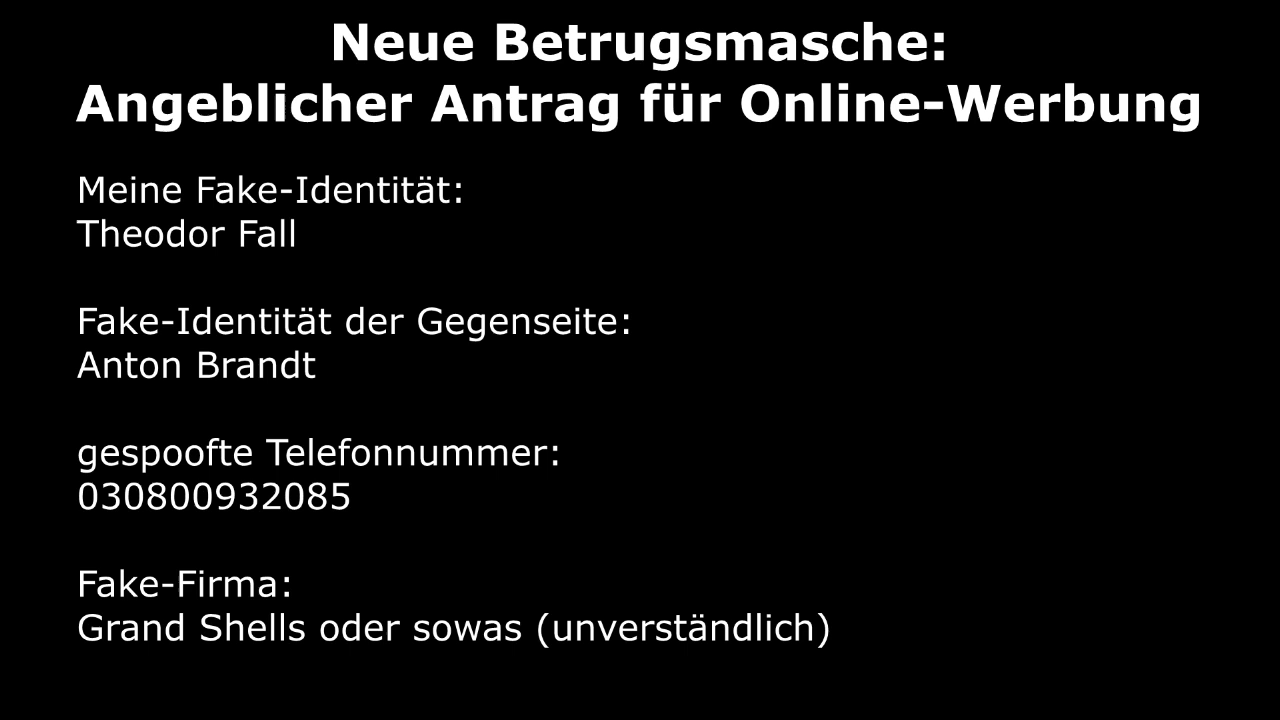 Neue Betrugsmasche:
Angeblicher Antrag für Online-Werbung
Meine Fake-Identität:
Theodor Fall
Fake-Identität der Gegenseite:
Anton Brandt
gespoofte Telefonnummer:
030800932085
Fake-Firma:
Grand Shells oder sowas (unverständlich)